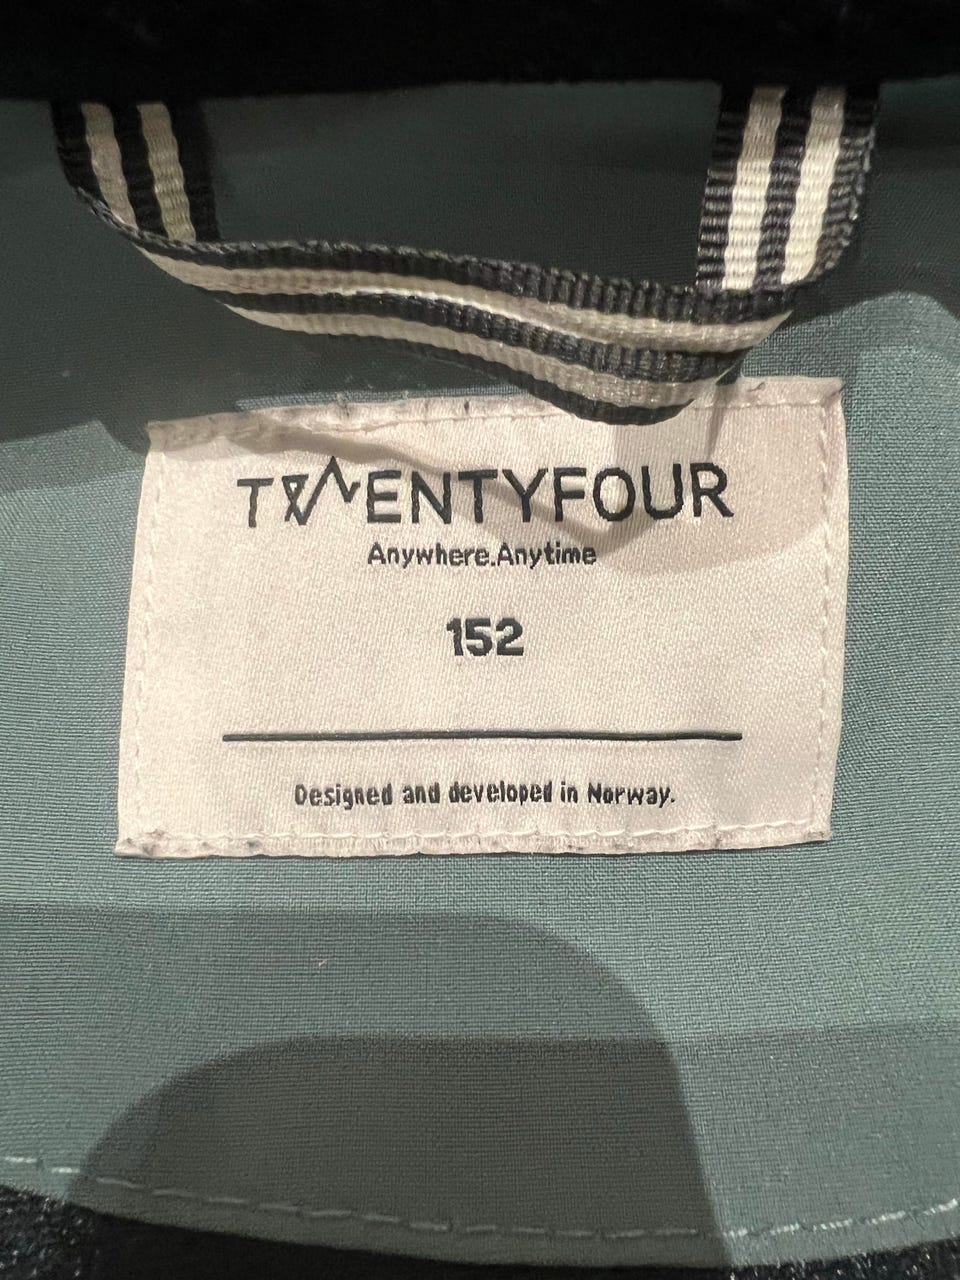 TWENTYFOUR
Anywhere.Anytime
152
Designed and developed in Norway.